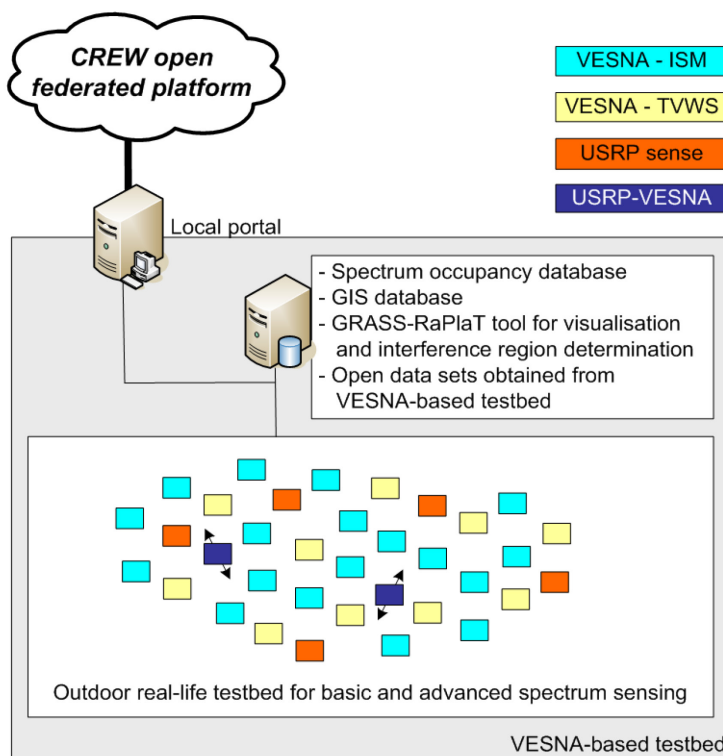 CREW open
federated platform
VESNA - ISM
VESNA - TVWS
USRP sense
USRP-VESNA
Local portal
- Spectrum occupancy database
- GIS database
- GRASS-RaPlaT tool for visualisation
and interference region determination
- Open data sets obtained from
VESNA-based testbed
Outdoor real-life testbed for basic and advanced spectrum sensing
VESNA-based testbed